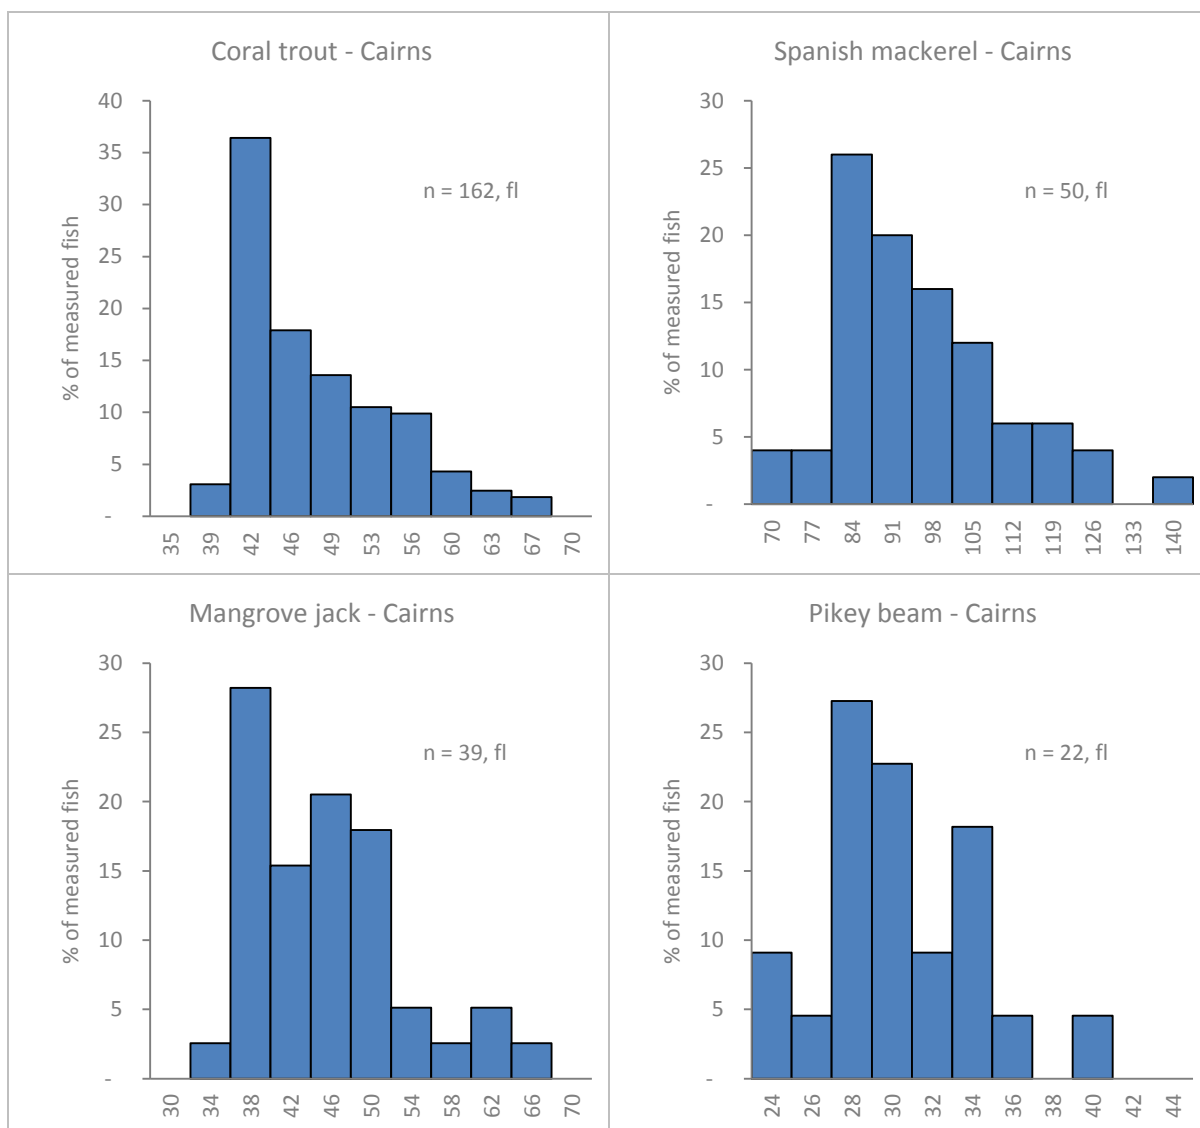 Coral trout - Cairns
% of measured fish
40
35
30
25
20
15
10
5
-
n = 162, fl
35 39 42 46 49 53 56 60 63 67 70
Spanish mackerel - Cairns
% of measured fish
30
25
20
15
10
5
-
n = 50, fl
70 77 84 91 98 105 112 119 126 133 140
Mangrove jack - Cairns
% of measured fish
30
25
20
15
10
5
-
n = 39, fl
30 34 38 42 46 50 54 58 62 66 70
Pikey beam - Cairns
% of measured fish
30
25
20
15
10
5
-
n = 22, fl
24 26 28 30 32 34 36 38 40 42 44